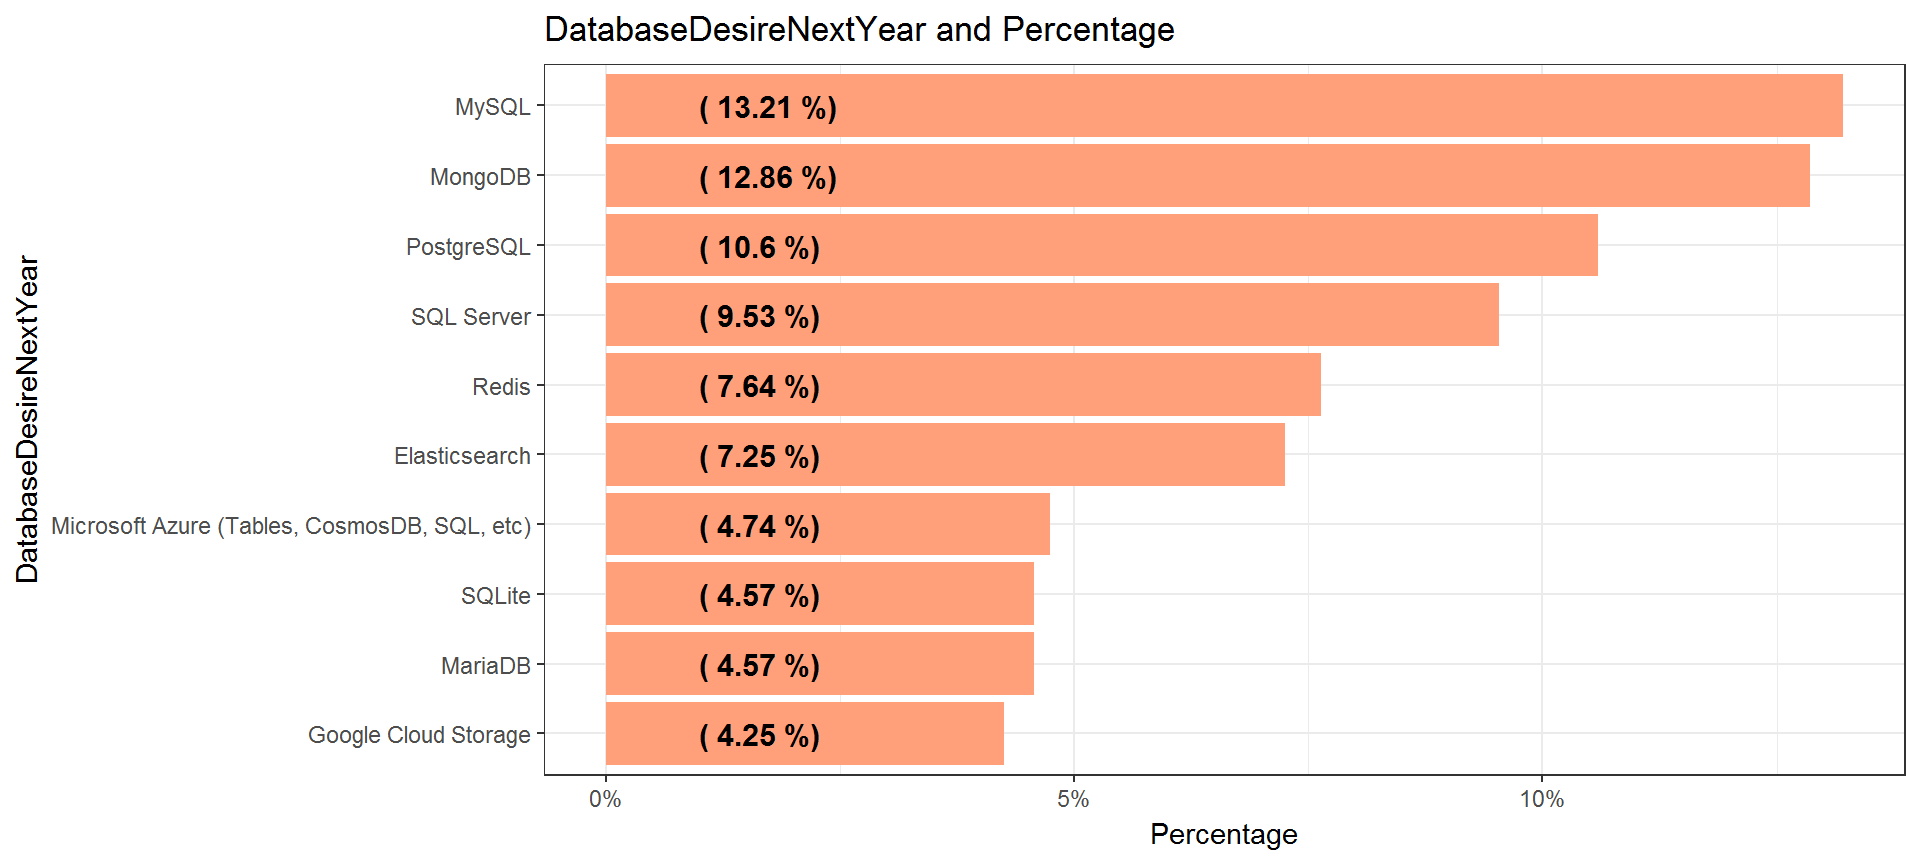 DatabaseDesireNextYear and Percentage
DatabaseDesireNextYear
MySQL ( 13.21 %)
MongoDB ( 12.86 %)
PostgreSQL ( 10.6 %)
SQL Server ( 9.53 %)
Redis ( 7.64 %)
Elasticsearch ( 7.25 %)
Microsoft Azure (Tables, CosmosDB, SQL, etc) ( 4.74 %)
SQLite ( 4.57 %)
MariaDB ( 4.57 %)
Google Cloud Storage ( 4.25 %)
0% 5% 10%
Percentage